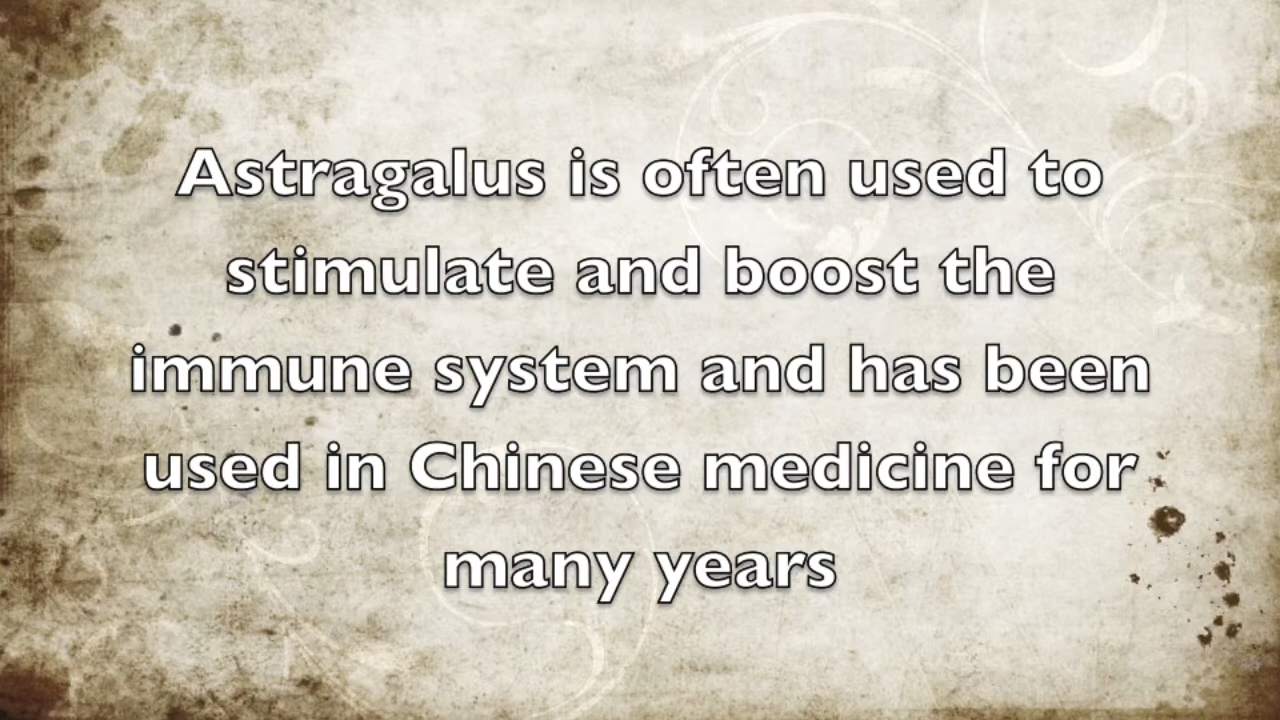 Astragalus is often used to
stimulate and boost the
immune system and has been
used in Chinese medicine for
many years